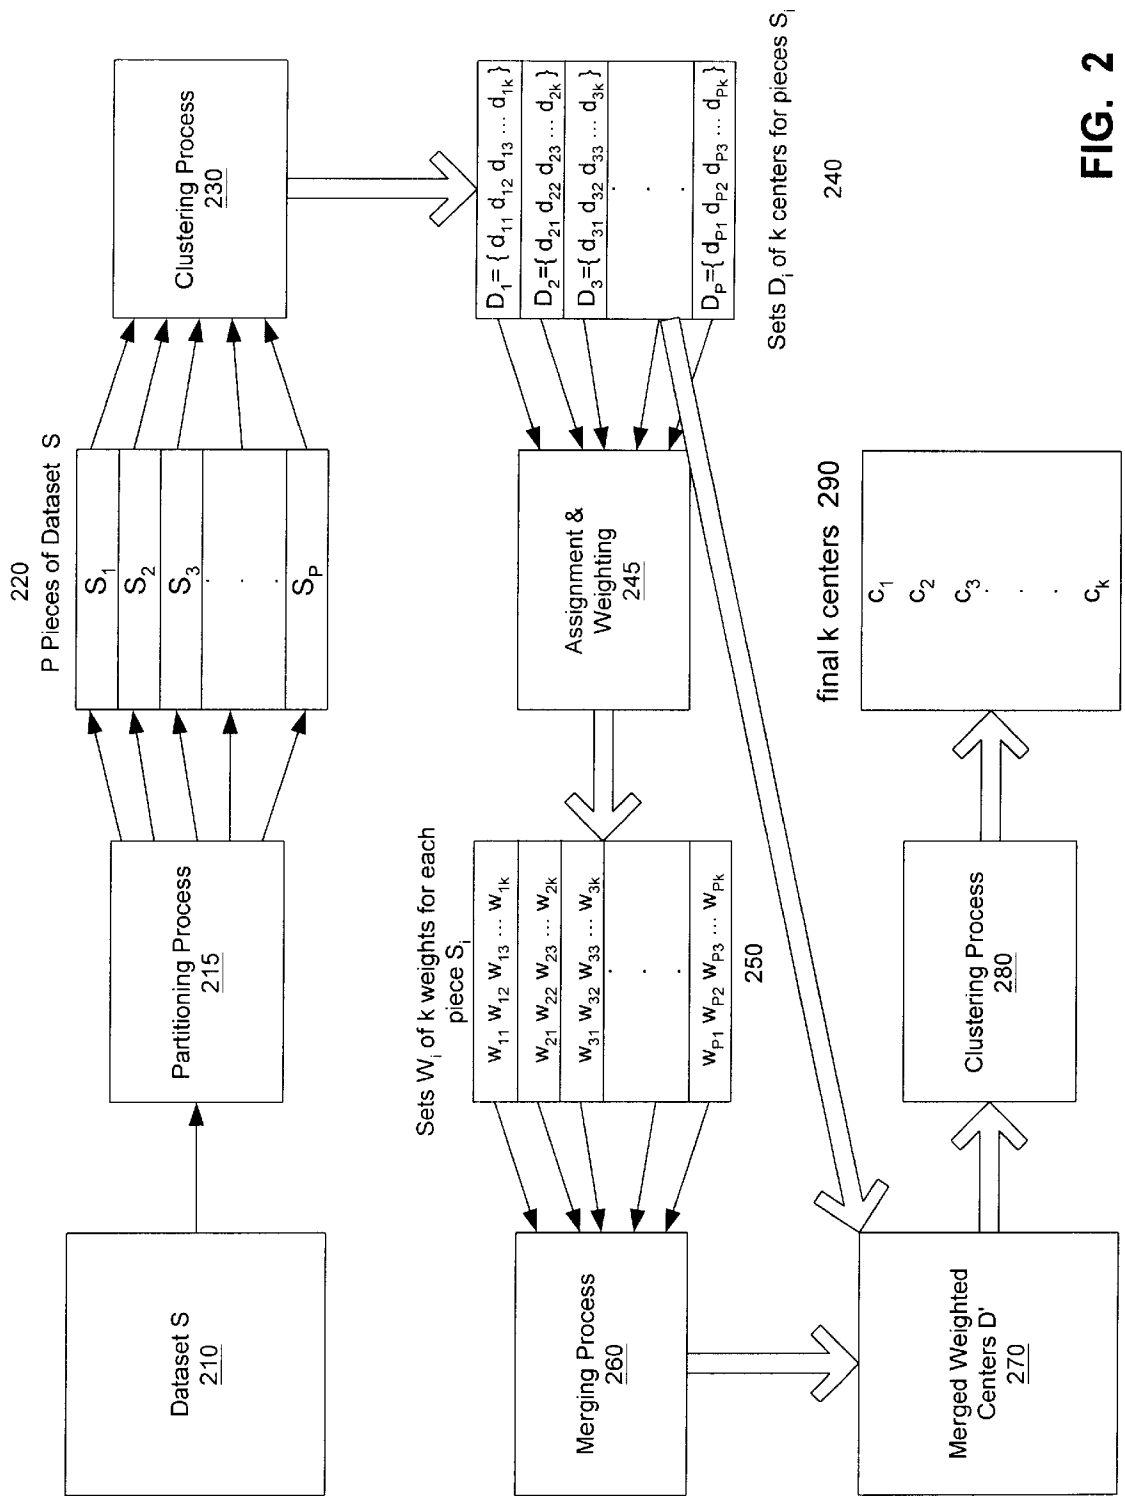 220
P Pieces of Dataset S
Dataset S
210
Partitioning Process
215
S1
S2
S3
.
.
.
SP
Clustering Process
230
Sets Wi of k weights for each
piece Si
Merging Process
260
w11 w12 w13 ... w1k
w21 w22 w23 ... w2k
w31 w32 w33 ... w3k
.
.
.
wP1 wP2 wP3 ... wPk
250
Assignment &
Weighting
245
D1={ d11 d12 d13 ... d1k }
D2={ d21 d22 d23 ... d2k }
D3={ d31 d32 d33 ... d3k }
.
.
.
DP={ dP1 dP2 dP3 ... dPk }
Sets Di of k centers for pieces Si
240
Merged Weighted
Centers D'
270
Clustering Process
280
final k centers 290
c1
c2
c3
.
.
.
ck
FIG. 2